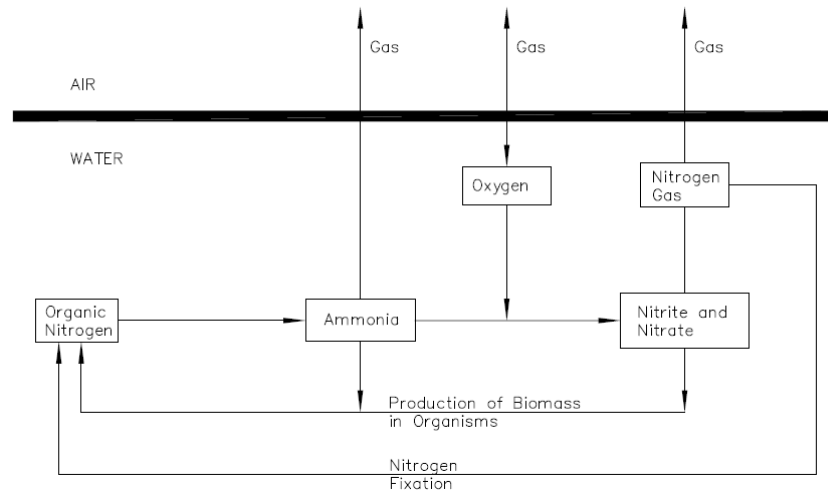 Gas
Gas
Gas
AIR
WATER
Oxygen
Nitrogen
Gas
Organic
Nitrogen
Ammonia
Nitrite and
Nitrate
Production of Biomass
in Organisms
Nitrogen
Fixation